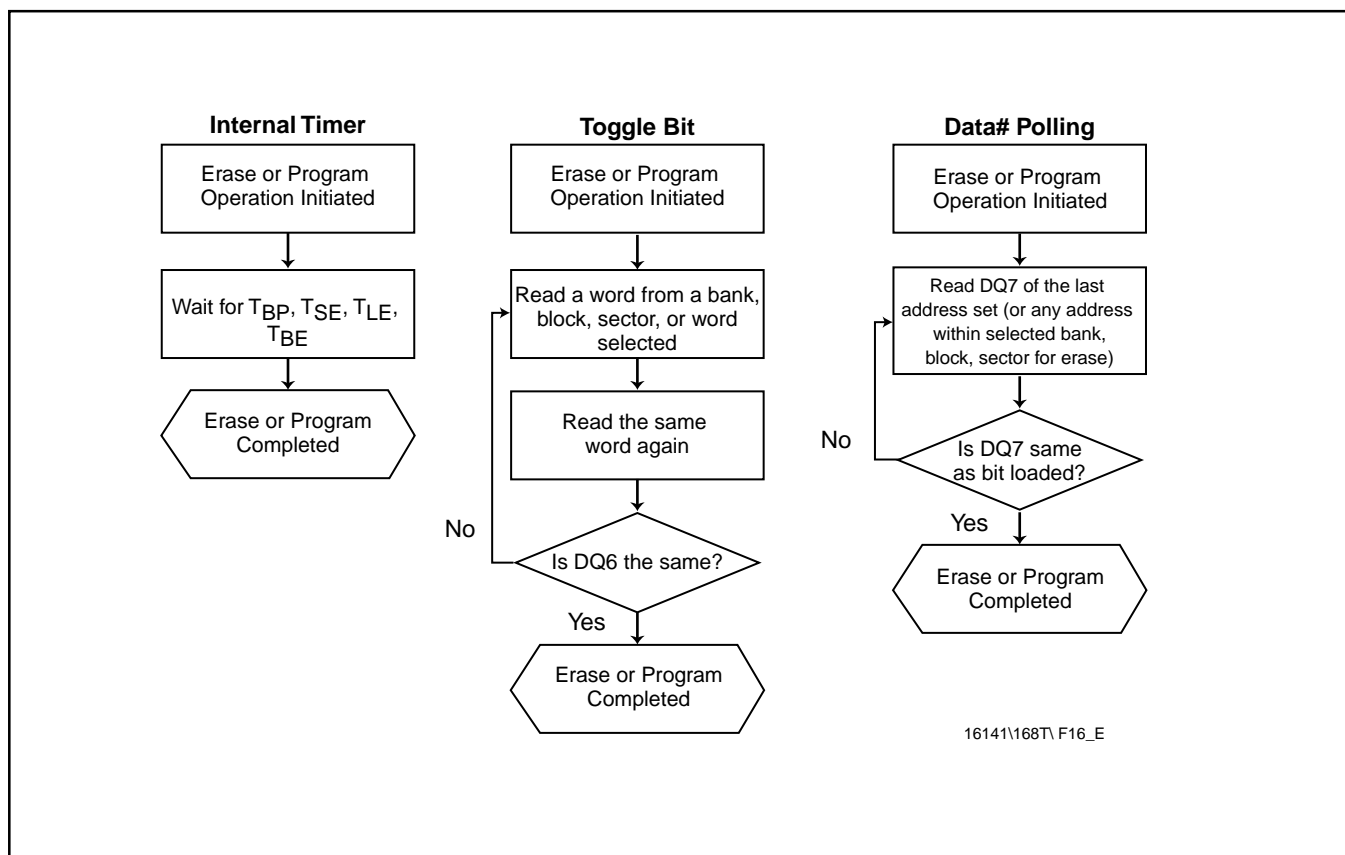 Internal Timer
Erase or Program
Operation Initiated
Wait for TBP, TSE, TLE,
TBE
Erase or Program
Completed
Toggle Bit
Erase or Program
Operation Initiated
Read a word from a bank,
block, sector, or word
selected
Read the same
word again
No
Is DQ6 the same?
Yes
Erase or Program
Completed
Data# Polling
Erase or Program
Operation Initiated
Read DQ7 of the last
address set (or any address
within selected bank,
block, sector for erase)
No
Is DQ7 same
as bit loaded?
Yes
Erase or Program
Completed
16141\168T\ F16_E